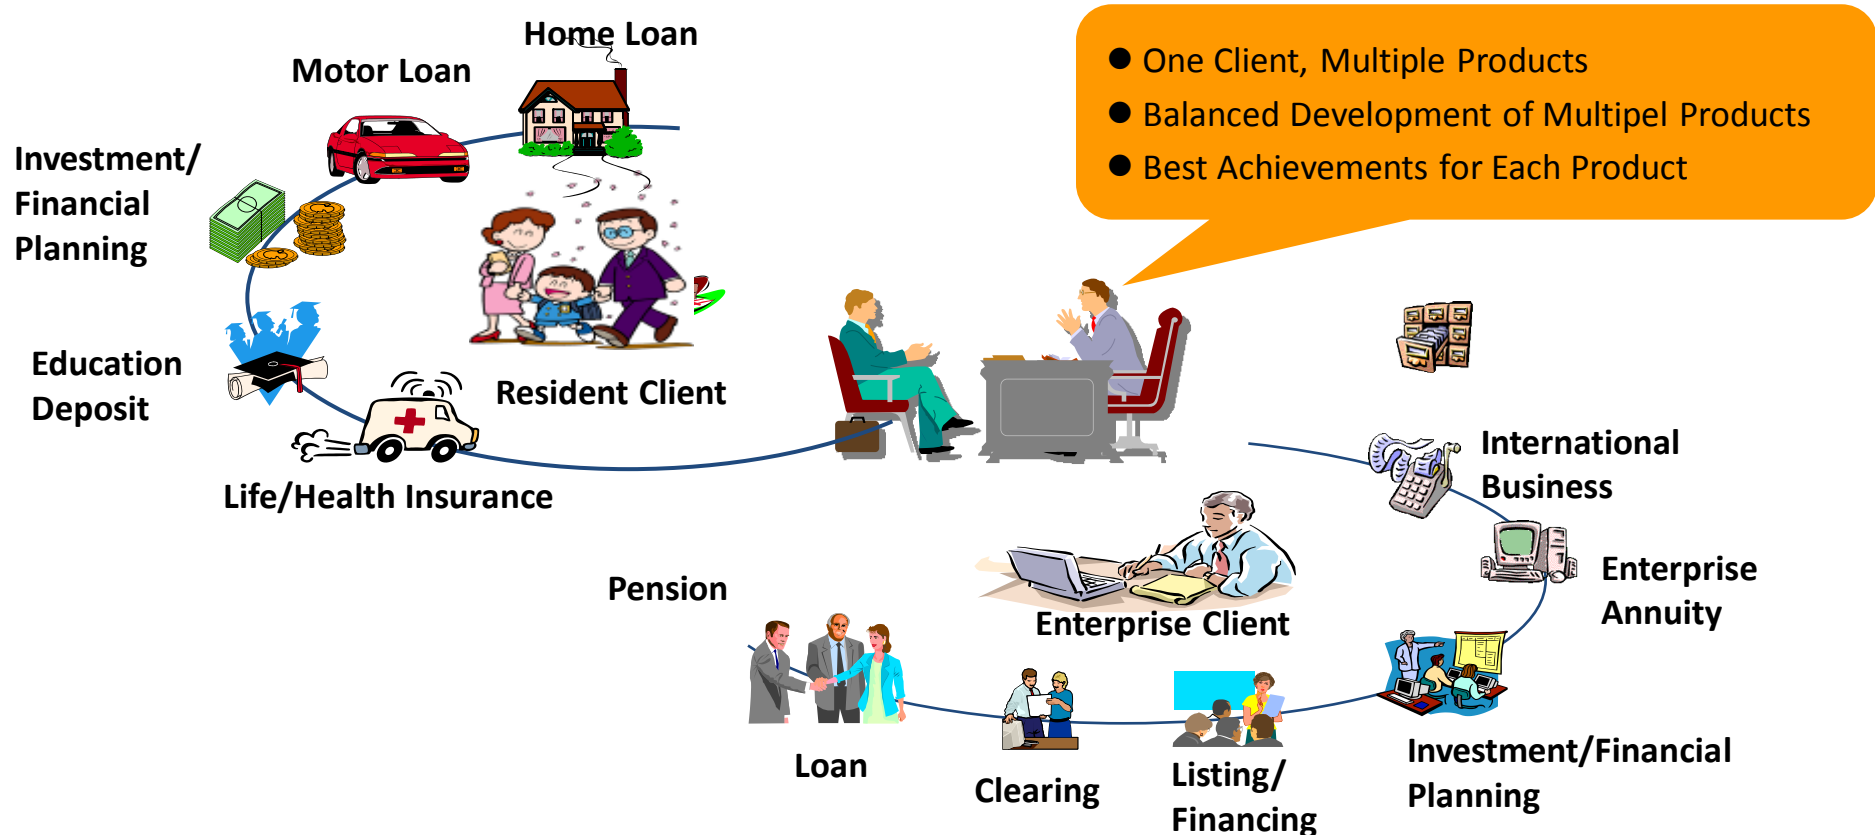 Home Loan
Motor Loan
Investment/
Financial
Planning
Education
Deposit
Life/Health Insurance
Resident Client
● One Client, Multiple Products
● Balanced Development of Multipel Products
● Best Achievements for Each Product
International
Business
Enterprise
Annuity
Enterprise Client
Pension
Loan
Clearing
Listing/
Financing
Investment/Financial
Planning